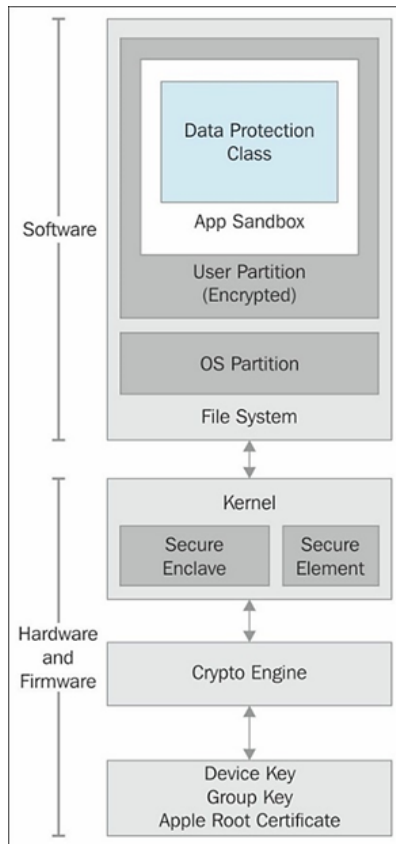 Software
Data Protection
Class
App Sandbox
User Partition
(Encrypted)
OS Partition
File System
Hardware
and
Firmware
Kernel
Secure
Enclave
Secure
Element
Crypto Engine
Device Key
Group Key
Apple Root Certificate